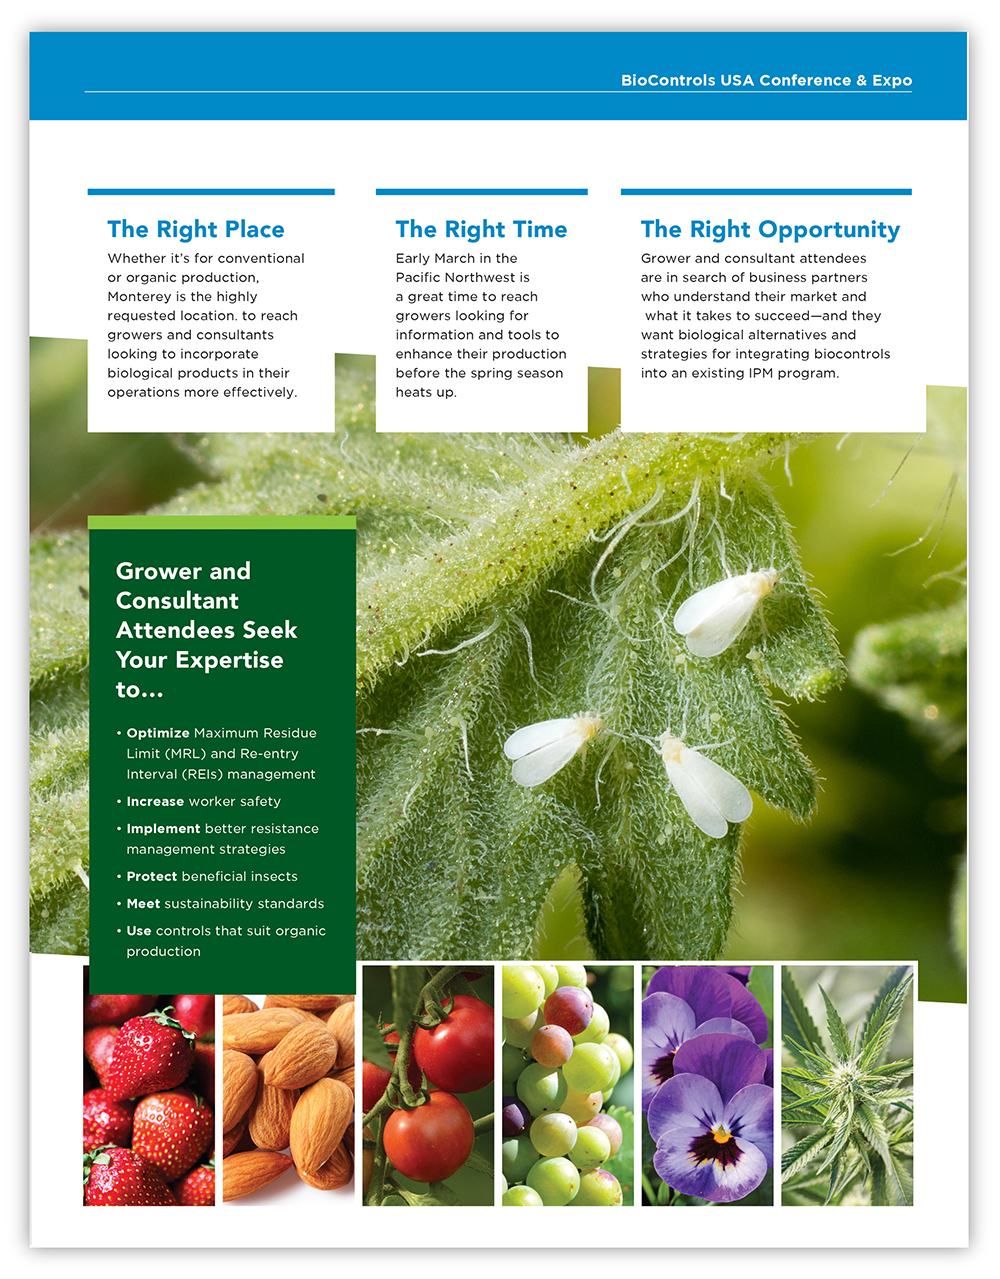 BioControls USA Conference & Expo
The Right Place
Whether it's for conventional
or organic production,
Monterey is the highly
requested location. to reach
growers and consultants
looking to incorporate
biological products in their
operations more effectively.
The Right Time
Early March in the
Pacific Northwest is
a great time to reach
growers looking for
information and tools to
enhance their production
before the spring season
heats up.
The Right Opportunity
Grower and consultant attendees
are in search of business partners
who understand their market and
what it takes to succeed—and they
want biological alternatives and
strategies for integrating biocontrols
into an existing IPM program.
Grower and
Consultant
Attendees Seek
Your Expertise
to...
• Optimize Maximum Residue
Limit (MRL) and Re-entry
Interval (REIs) management
• Increase worker safety
• Implement better resistance
management strategies
• Protect beneficial insects
• Meet sustainability standards
• Use controls that suit organic
production